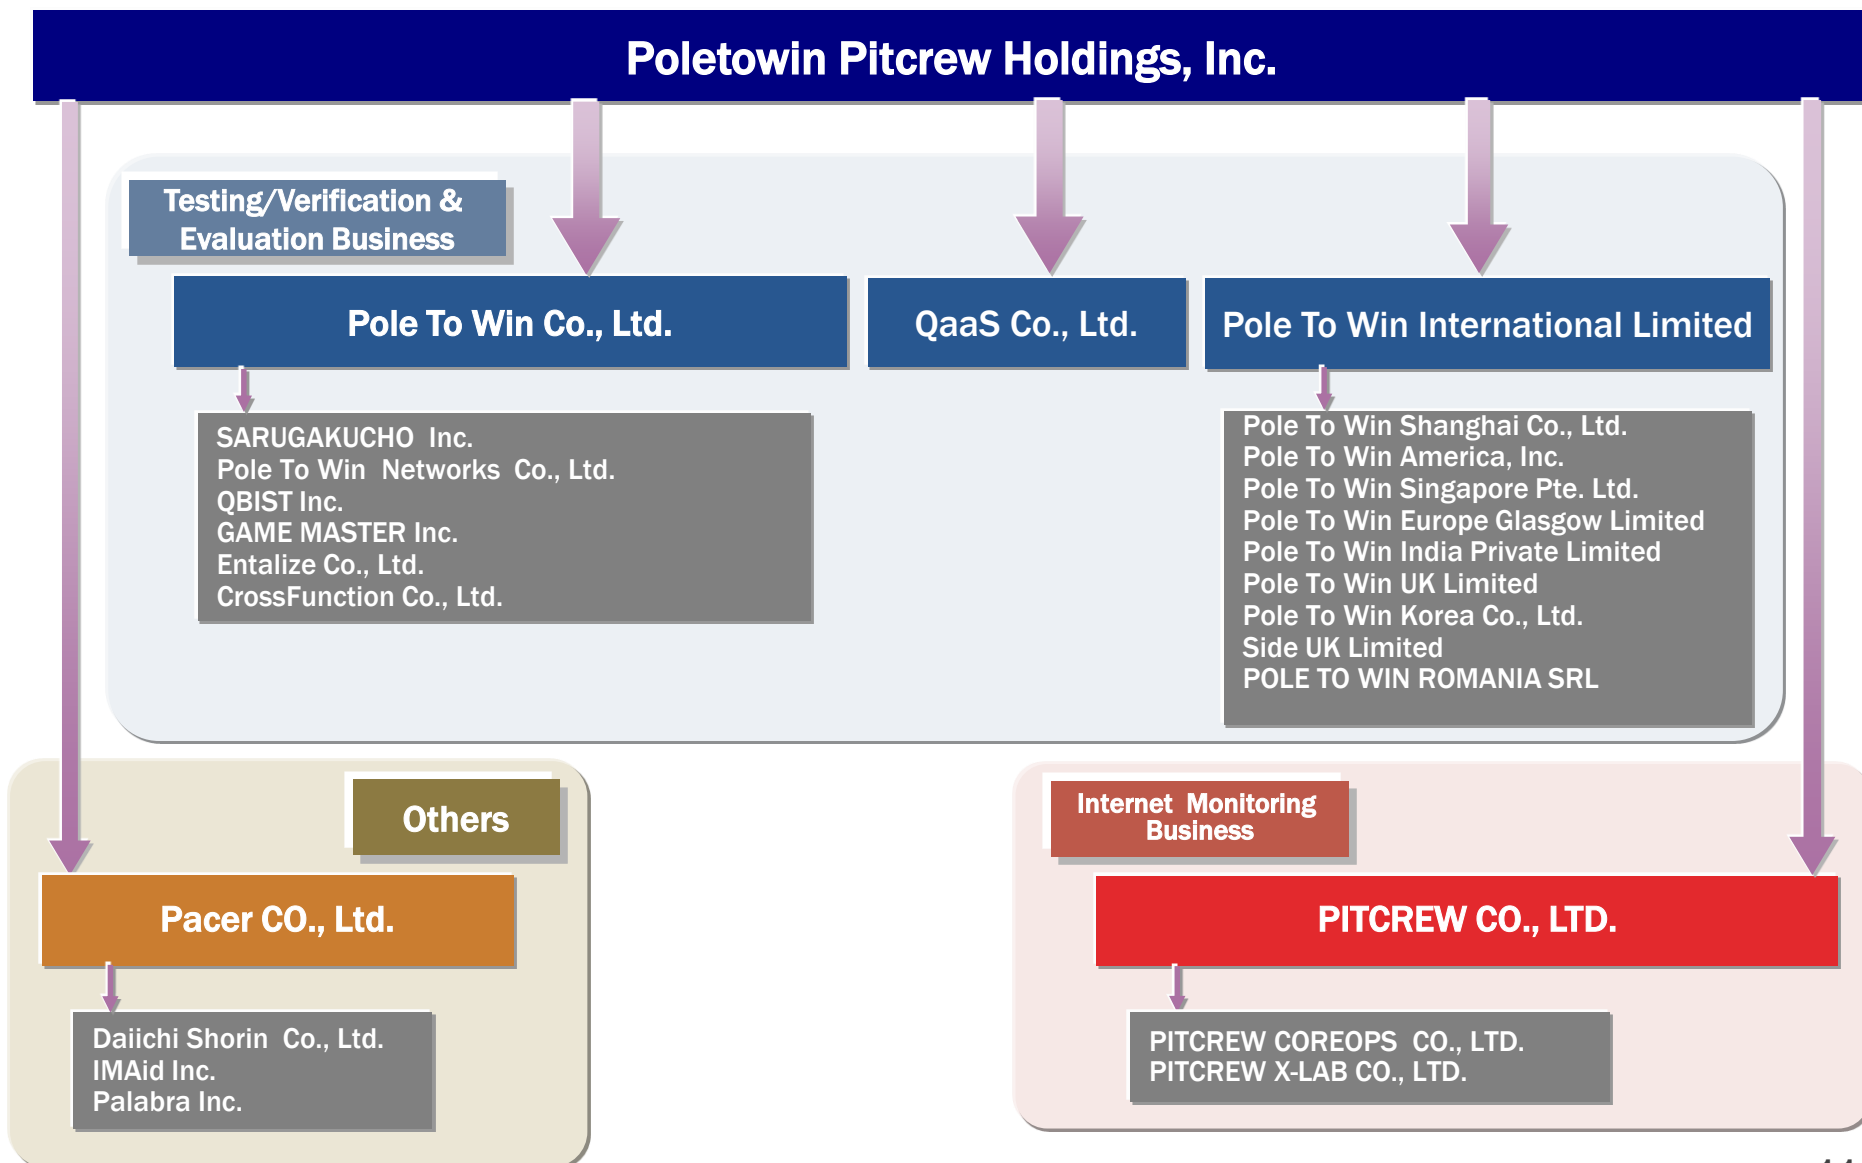 Poletowin Pitcrew Holdings, Inc.
Testing/Verification &
Evaluation Business
Pole To Win Co., Ltd.
QaaS Co., Ltd.
Pole To Win International Limited
SARUGAKUCHO Inc.
Pole To Win Networks Co., Ltd.
QBIST Inc.
GAME MASTER Inc.
Entalize Co., Ltd.
CrossFunction Co., Ltd.
Pole To Win Shanghai Co., Ltd.
Pole To Win America, Inc.
Pole To Win Singapore Pte. Ltd.
Pole To Win Europe Glasgow Limited
Pole To Win India Private Limited
Pole To Win UK Limited
Pole To Win Korea Co., Ltd.
Side UK Limited
POLE TO WIN ROMANIA SRL
Others
Pacer CO., Ltd.
Daiichi Shorin Co., Ltd.
IMAid Inc.
Palabra Inc.
Internet Monitoring
Business
PITCREW CO., LTD.
PITCREW COREOPS CO., LTD.
PITCREW X-LAB CO., LTD.